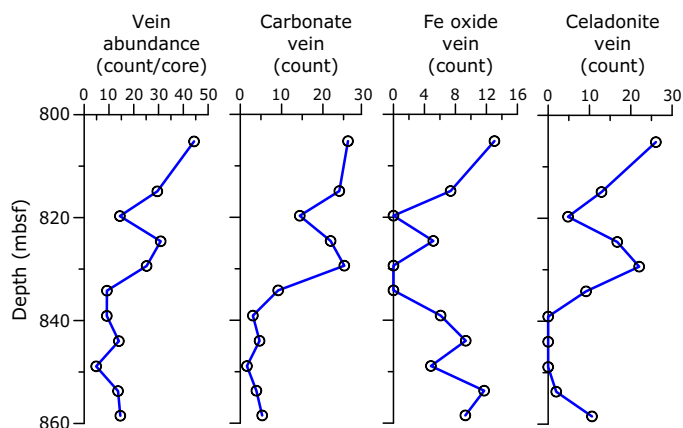 Vein
abundance
(count/core)
Carbonate
vein
(count)
Fe oxide
vein
(count)
Celadonite
vein
(count)
0 10 20 30 40 50
0 10 20 30
0 4 8 12 16
0 10 20 30
800
820
840
860
Depth (mbsf)